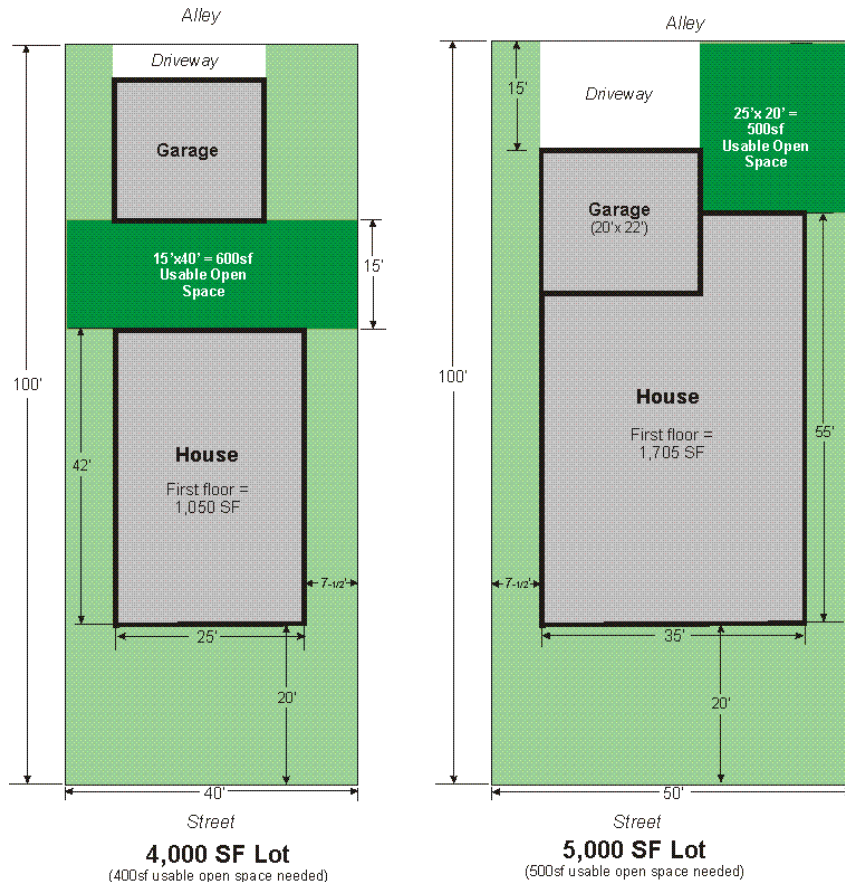 Alley
Driveway
Garage
15'x40' = 600sf
Usable Open
Space
15'
100'
42'
House
First floor =
1,050 SF
7-1/2'
25'
20'
40'
Street
4,000 SF Lot
(400sf usable open space needed)
Alley
15'
Driveway
25'x 20' =
500sf
Usable Open
Space
Garage
(20'x 22')
100'
House
First floor =
1,705 SF
55'
7-1/2'
35'
20'
50'
Street
5,000 SF Lot
(500sf usable open space needed)